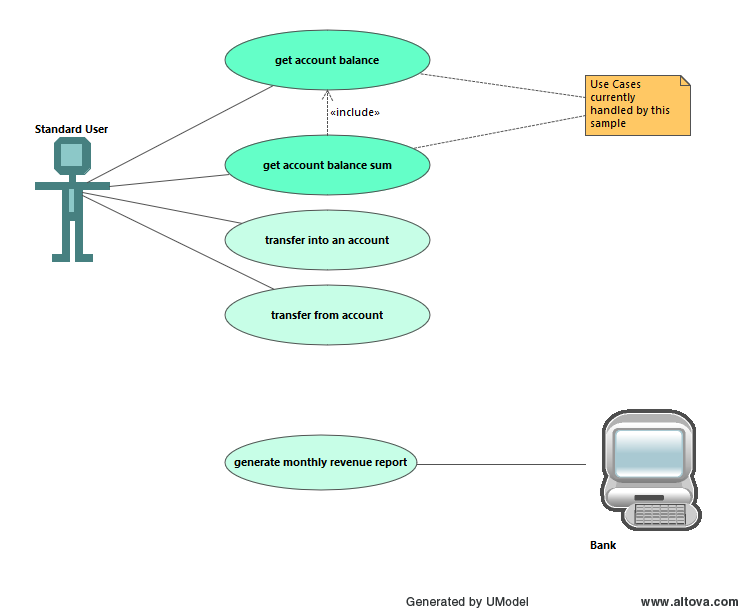 get account balance
Use Cases
currently
handled by this
sample
«include»
Standard User
get account balance sum
transfer into an account
transfer from account
generate monthly revenue report
Bank
Generated by UModel
www.altova.com